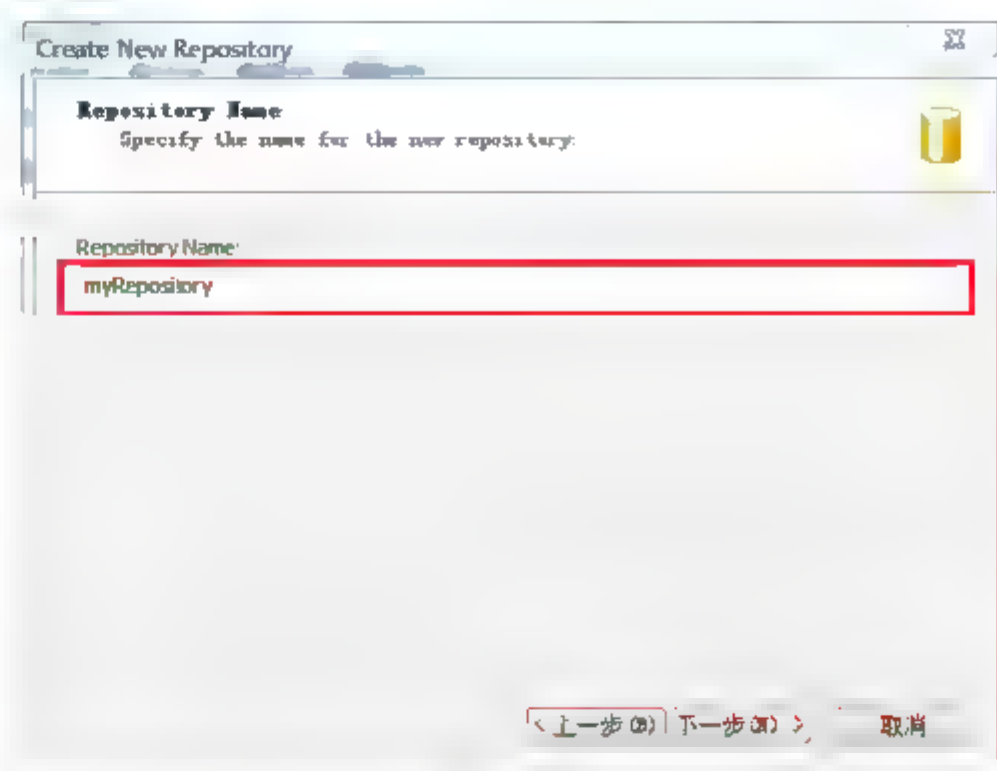 Create New Repository
Repository Name
Specify the name for the new repository:
Repository Name:
myRepository
< 上一步(B) 下一步(N) > 取消